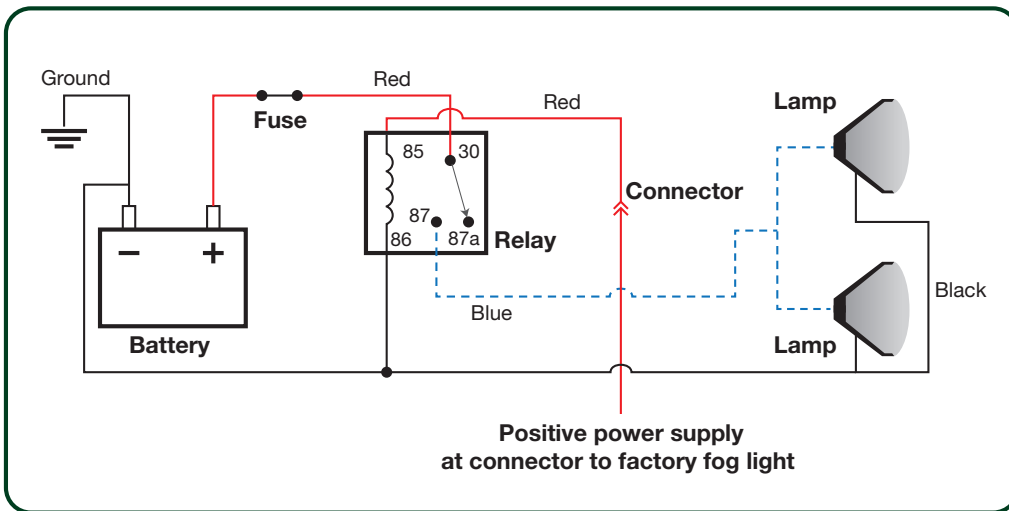 Ground
Red
Red
Lamp
Fuse
85
30
Connector
87
86
87a
Relay
−
+
Black
Blue
Battery
Lamp
Positive power supply
at connector to factory fog light